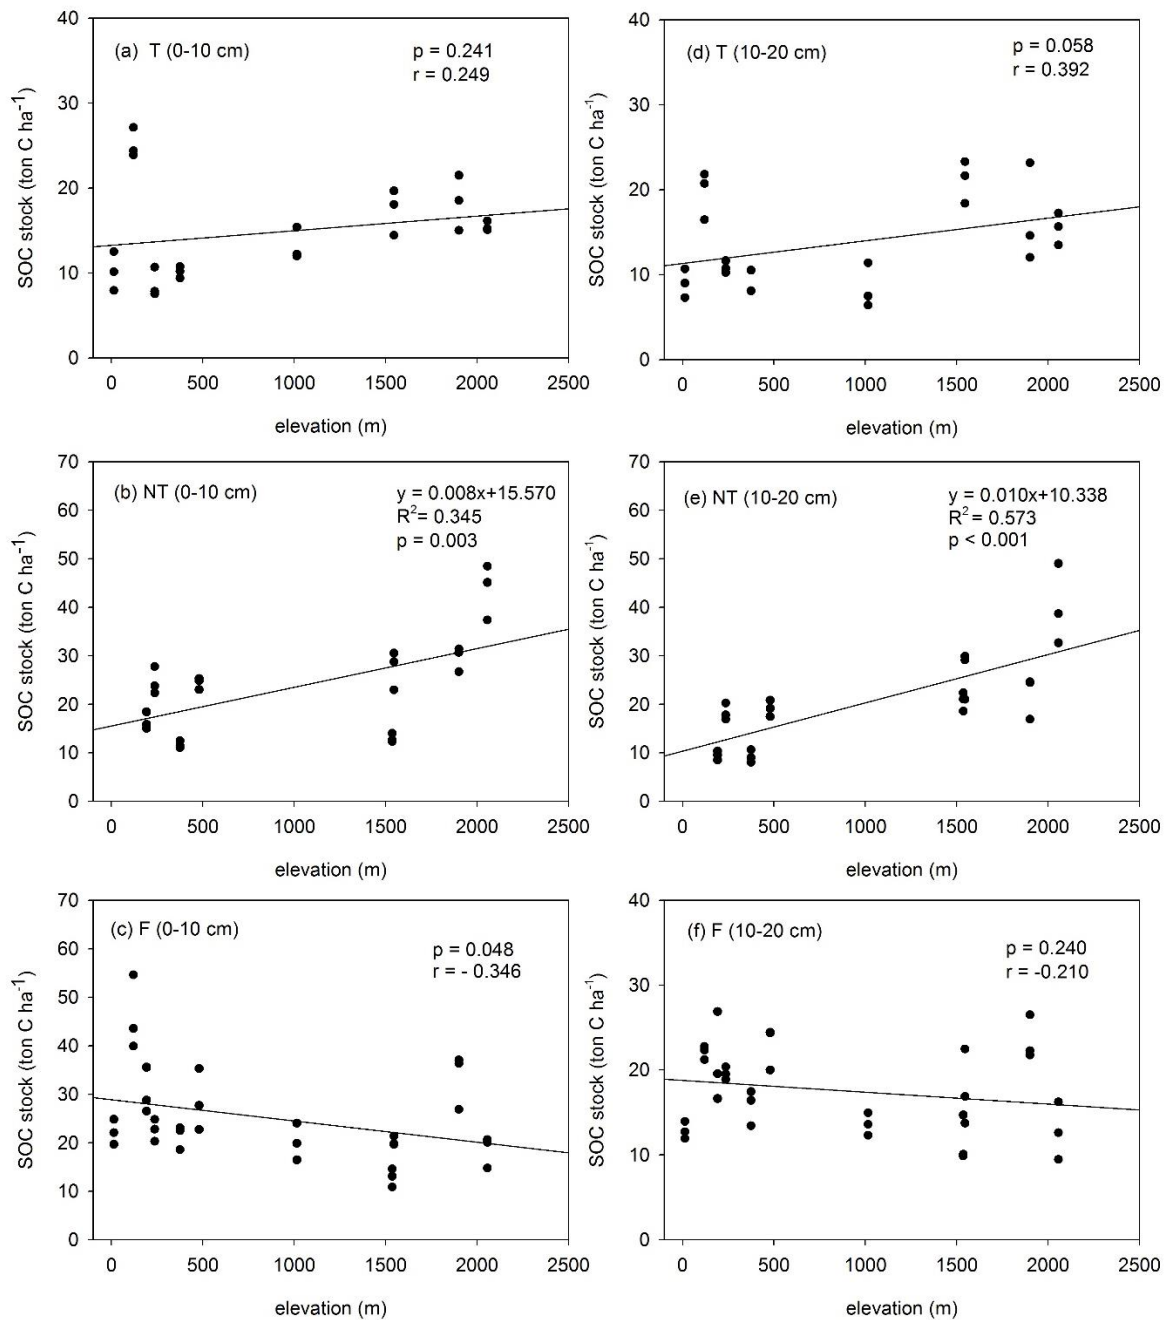 (a) T (0-10 cm)
p = 0.241
r = 0.249
SOC stock (ton C ha⁻¹)
40
30
20
10
0
0 500 1000 1500 2000 2500
elevation (m)
(d) T (10-20 cm)
p = 0.058
r = 0.392
SOC stock (ton C ha⁻¹)
40
30
20
10
0
0 500 1000 1500 2000 2500
elevation (m)
(b) NT (0-10 cm)
y = 0.008x+15.570
R²= 0.345
p = 0.003
SOC stock (ton C ha⁻¹)
70
60
50
40
30
20
10
0
0 500 1000 1500 2000 2500
elevation (m)
(e) NT (10-20 cm)
y = 0.010x+10.338
R² = 0.573
p < 0.001
SOC stock (ton C ha⁻¹)
70
60
50
40
30
20
10
0
0 500 1000 1500 2000 2500
elevation (m)
(c) F (0-10 cm)
p = 0.048
r = - 0.346
SOC stock (ton C ha⁻¹)
70
60
50
40
30
20
10
0
0 500 1000 1500 2000 2500
elevation (m)
(f) F (10-20 cm)
p = 0.240
r = -0.210
SOC stock (ton C ha⁻¹)
40
30
20
10
0
0 500 1000 1500 2000 2500
elevation (m)